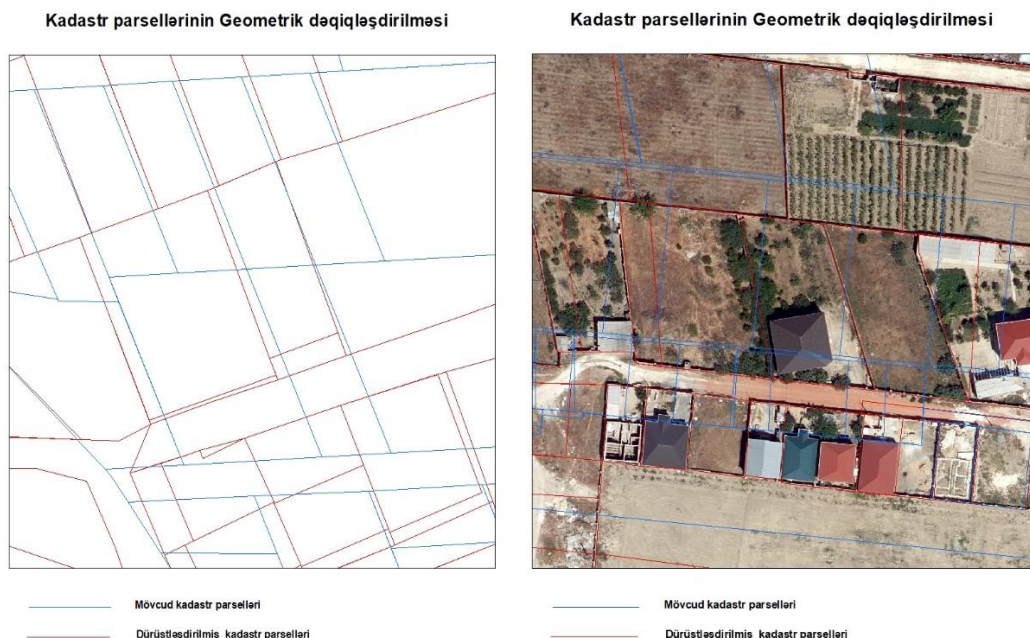 Kadastr parsellərinin Geometrik dəqiqləşdirilməsi
Mövcud kadastr parselləri
Dürüstləşdirilmiş kadastr parselləri
Kadastr parsellərinin Geometrik dəqiqləşdirilməsi
Mövcud kadastr parselləri
Dürüstləşdirilmiş kadastr parselləri